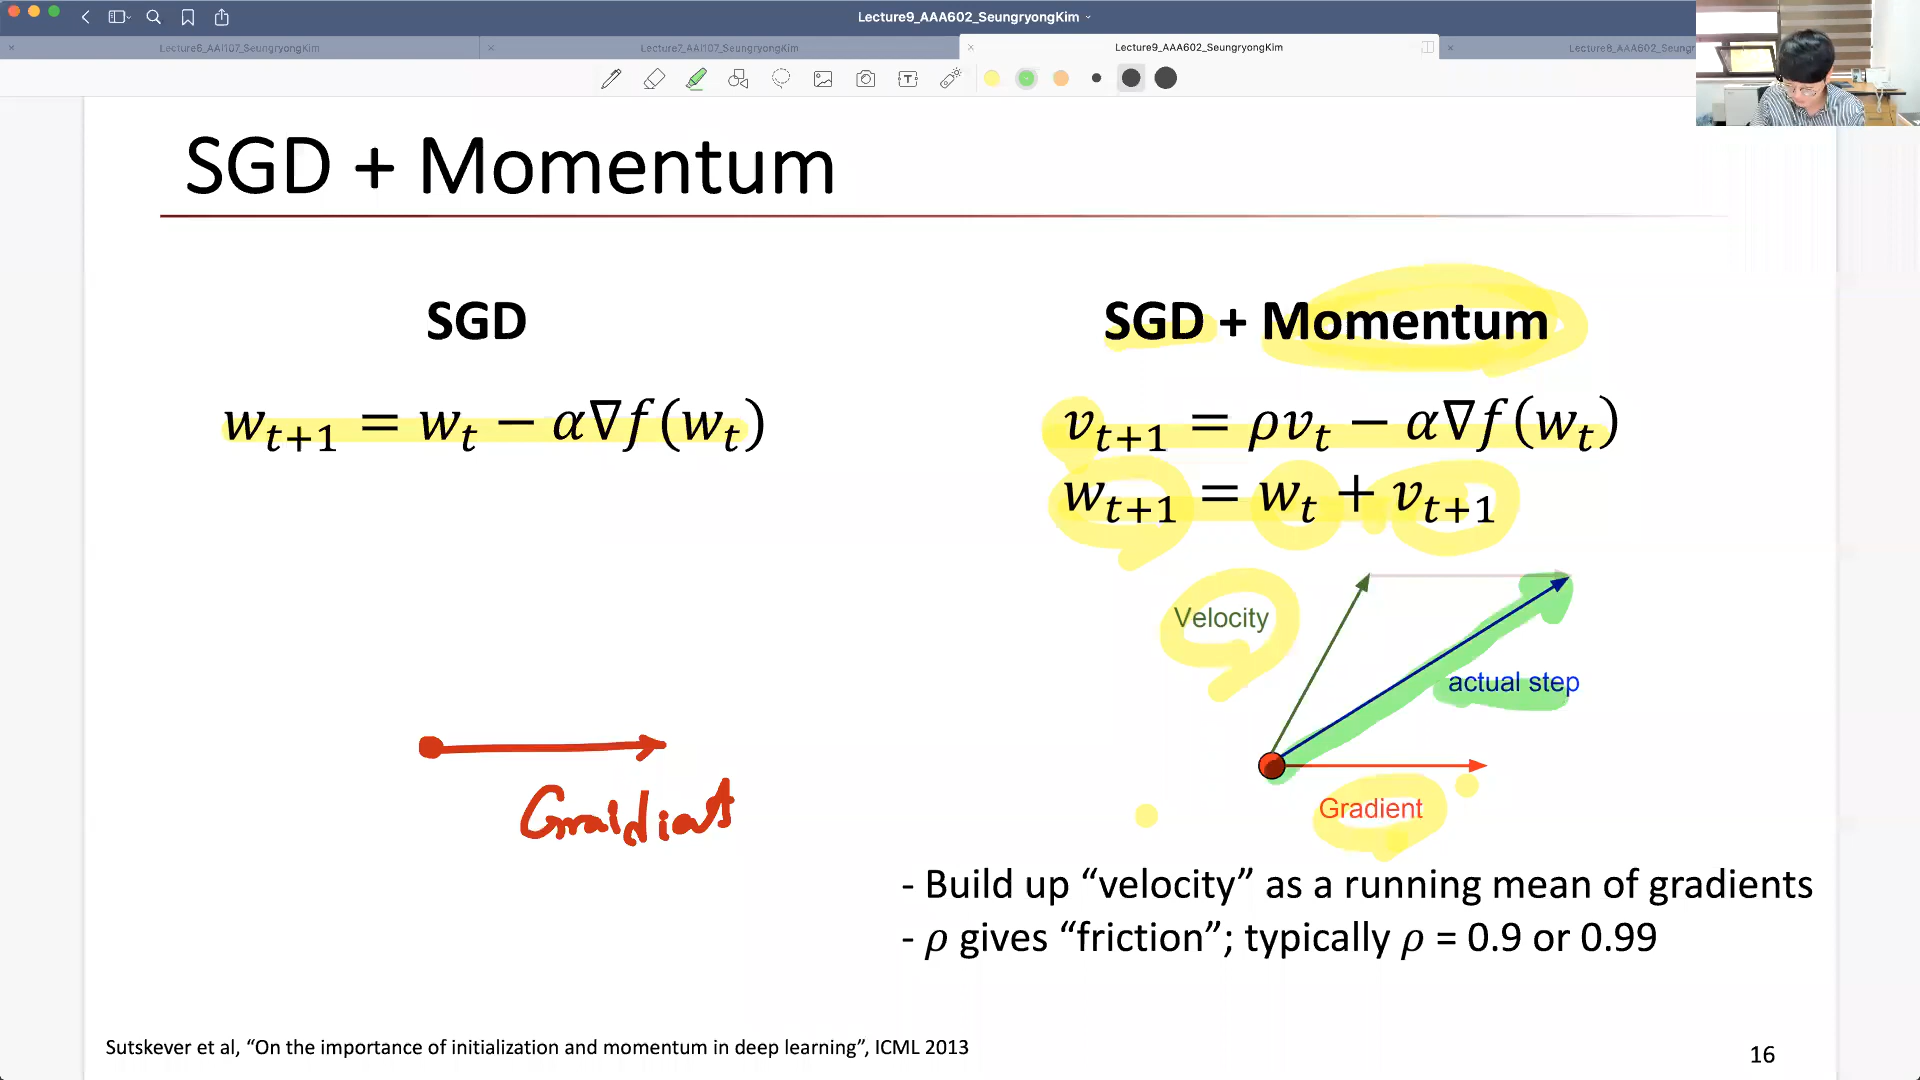 Lecture9_AAA602_SeungryongKim
Lecture6_AAI107_SeungryongKim
Lecture7_AAI107_SeungryongKim
Lecture9_AAA602_SeungryongKim
Lecture8_AAA602_Seungr
SGD + Momentum
SGD
w_{t+1} = w_t − α∇f(w_t)
SGD + Momentum
v_{t+1} = ρv_t − α∇f(w_t)
w_{t+1} = w_t + v_{t+1}
Velocity
actual step
Gradient
Graidient
- Build up “velocity” as a running mean of gradients
- ρ gives “friction”; typically ρ = 0.9 or 0.99
Sutskever et al, “On the importance of initialization and momentum in deep learning”, ICML 2013
16